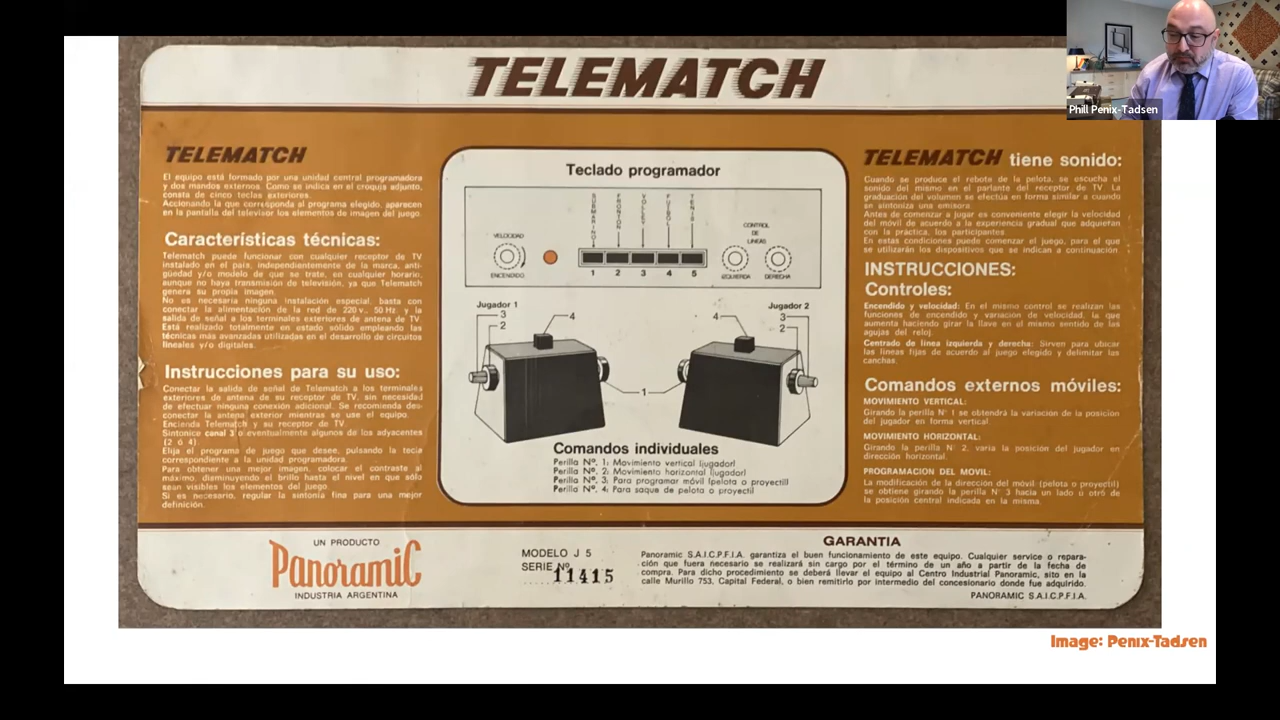 Phill Penix-Tadsen
TELEMATCH
TELEMATCH
El equipo está formado por una unidad central programadora
y dos mandos externos. Como se indica en el croquis adjunto,
consta de cinco teclas exteriores.
Accionando la que corresponda al programa elegido, aparecen
en la pantalla del televisor los elementos de imagen del juego.
Características técnicas:
Telematch puede funcionar con cualquier receptor de TV
instalado en el país, independientemente de la marca, anti-
güedad y/o modelo de que se trate, en cualquier horario,
aunque no haya transmisión de televisión, ya que Telematch
genera su propia imagen.
No es necesaria ninguna instalación especial, basta con
conectar la alimentación de la red de 220 v., 50 Hz. y la
salida de señal a los terminales exteriores de antena de TV.
Está realizado totalmente en estado sólido empleando las
técnicas más avanzadas utilizadas en el desarrollo de circuitos
lineales y/o digitales.
Instrucciones para su uso:
Conectar la salida de señal de Telematch a los terminales
exteriores de antena de su receptor de TV, sin necesidad
de efectuar ninguna conexión adicional. Se recomienda des-
conectar la antena exterior mientras se use el equipo.
Encienda Telematch y su receptor de TV.
Sintonice canal 3 o eventualmente algunos de los adyacentes
(2 ó 4).
Elija el programa de juego que desee, pulsando la tecla
correspondiente a la unidad programadora.
Para obtener una mejor imagen, colocar el contraste al
máximo, disminuyendo el brillo hasta el nivel en que sólo
sean visibles los elementos del juego.
Si es necesario, regular la sintonía fina para una mejor
definición.
Teclado programador
SUBMARINO
FRONTON
VOLLEY
FUTBOL
TENIS
VELOCIDAD
ENCENDIDO
1 2 3 4 5
CONTROL
DE
LINEAS
IZQUIERDA DERECHA
Jugador 1
3
2
4
Jugador 2
3
2
4
1
Comandos individuales
Perilla Nº. 1: Movimiento vertical (jugador)
Perilla Nº. 2: Movimiento horizontal (jugador)
Perilla Nº. 3: Para programar móvil (pelota o proyectil)
Perilla Nº. 4: Para saque de pelota o proyectil
TELEMATCH tiene sonido:
Cuando se produce el rebote de la pelota, se escucha el
sonido del mismo en el parlante del receptor de TV. La
graduación del volumen se efectúa en forma similar a cuando
se sintoniza una emisora.
Antes de comenzar a jugar es conveniente elegir la velocidad
del móvil de acuerdo a la experiencia gradual que adquieran
con la práctica, los participantes.
En estas condiciones puede comenzar el juego, para el que
se utilizarán los dispositivos que se indican a continuación.
INSTRUCCIONES:
Controles:
Encendido y velocidad: En el mismo control se realizan las
funciones de encendido y variación de velocidad, la que
aumenta haciendo girar la llave en el mismo sentido de las
agujas del reloj.
Centrado de línea izquierda y derecha: Sirven para ubicar
las líneas fijas de acuerdo al juego elegido y delimitar las
canchas.
Comandos externos móviles:
MOVIMIENTO VERTICAL:
Girando la perilla Nº 1 se obtendrá la variación de la posición
del jugador en forma vertical.
MOVIMIENTO HORIZONTAL:
Girando la perilla Nº 2, varía la posición del jugador en
dirección horizontal.
PROGRAMACION DEL MOVIL:
La modificación de la dirección del móvil (pelota o proyectil)
se obtiene girando la perilla Nº 3 hacia un lado u otro de
la posición central indicada en la misma.
UN PRODUCTO
Panoramic
INDUSTRIA ARGENTINA
MODELO J 5
SERIE Nº 11415
GARANTIA
Panoramic S.A.I.C.P.F.I.A. garantiza el buen funcionamiento de este equipo. Cualquier service o repara-
ción que fuera necesario se realizará sin cargo por el término de un año a partir de la fecha de
compra. Para dicho procedimiento se deberá llevar el equipo al Centro Industrial Panoramic, sito en la
calle Murillo 753, Capital Federal, o bien remitirlo por intermedio del concesionario donde fue adquirido.
PANORAMIC S.A.I.C.P.F.I.A.
Image: Penix-Tadsen